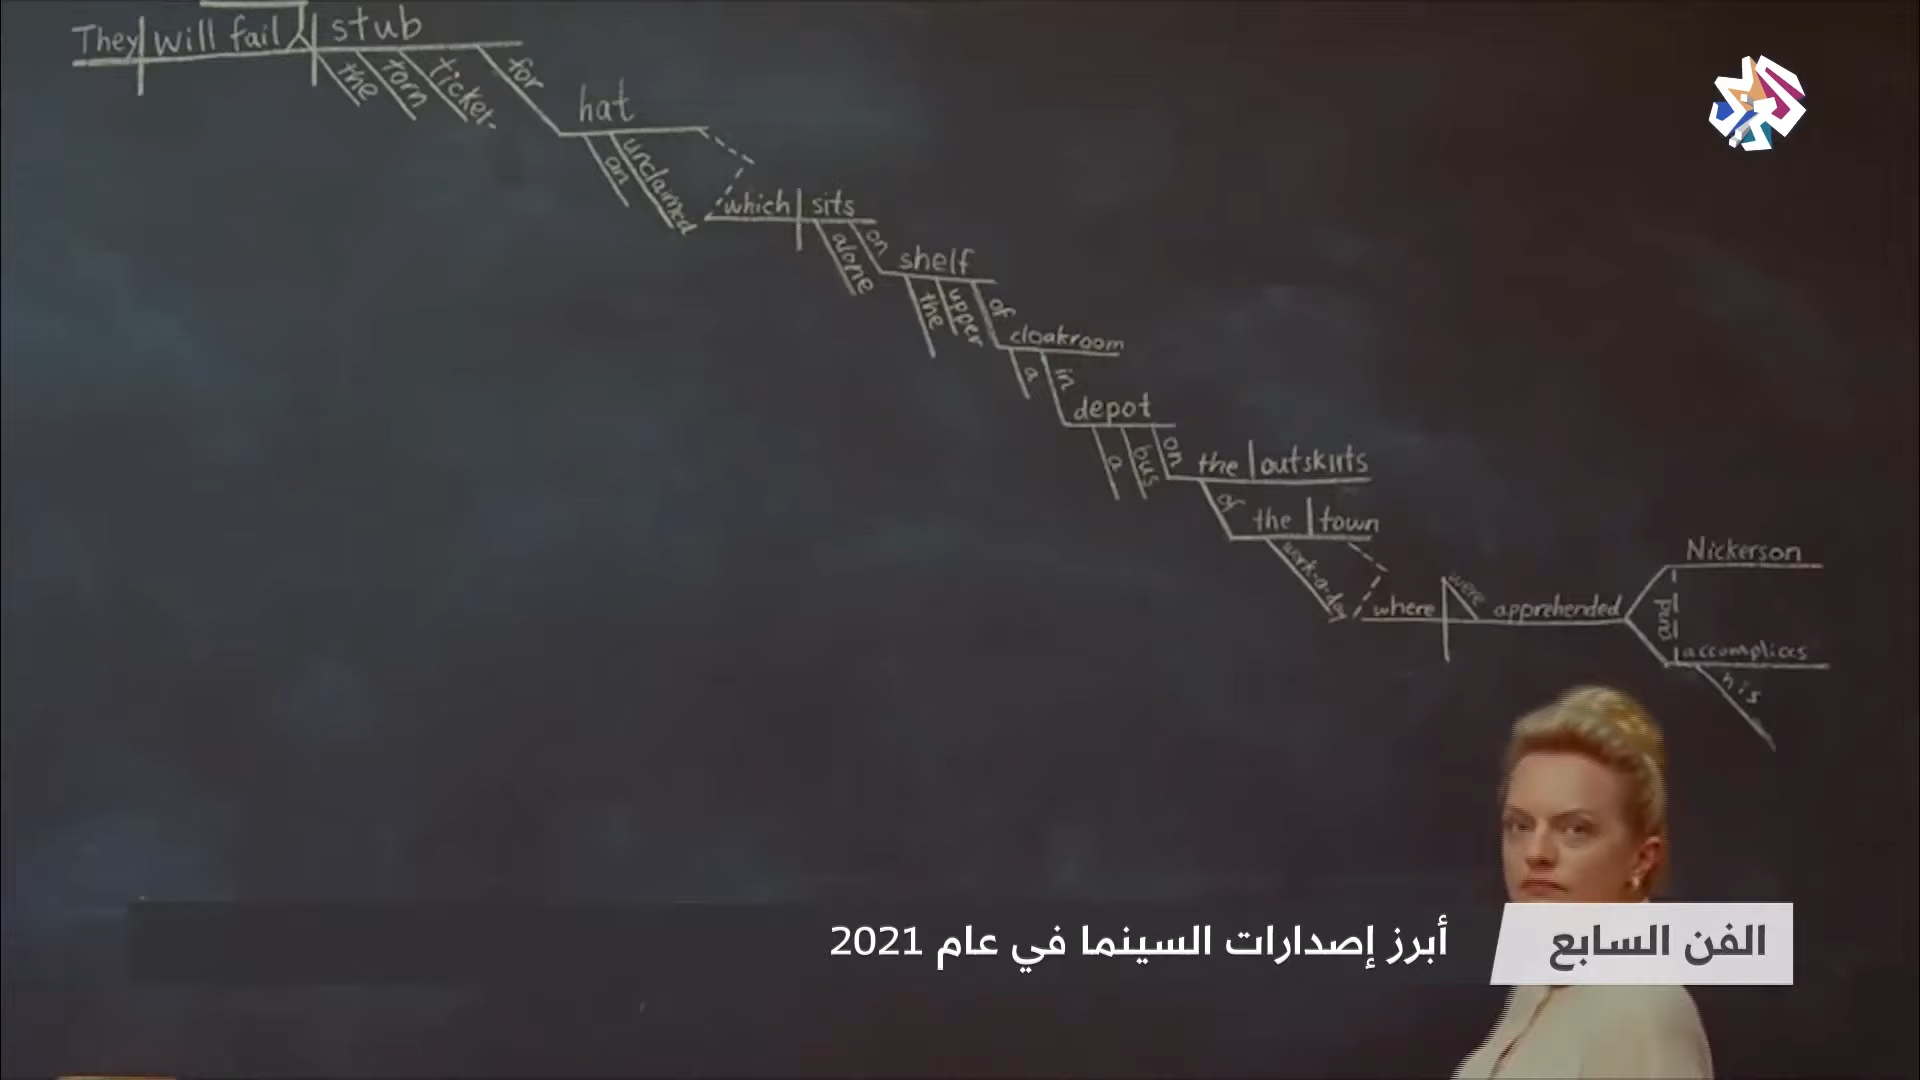 They will fail stub
the torn ticket- for
hat
an unclaimed
which sits
alone on
shelf
the upper of
cloakroom
a in
depot
a bus on
the outskirts
of
the town
work-a-day
Nickerson
where were apprehended
and
accomplices
his
الفن السابع
أبرز إصدارات السينما في عام 2021